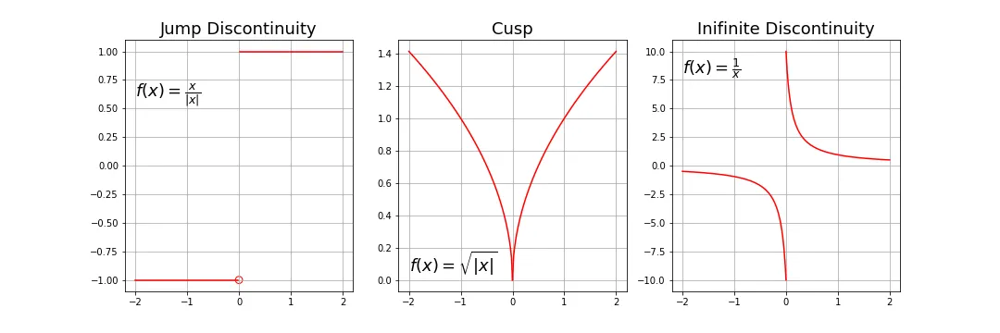 Jump Discontinuity
f(x) = x/|x|
1.00
0.75
0.50
0.25
0.00
−0.25
−0.50
−0.75
−1.00
−2 −1 0 1 2
Cusp
1.4
1.2
1.0
0.8
0.6
0.4
0.2
0.0
f(x) = √|x|
−2 −1 0 1 2
Inifinite Discontinuity
f(x) = 1/x
10.0
7.5
5.0
2.5
0.0
−2.5
−5.0
−7.5
−10.0
−2 −1 0 1 2